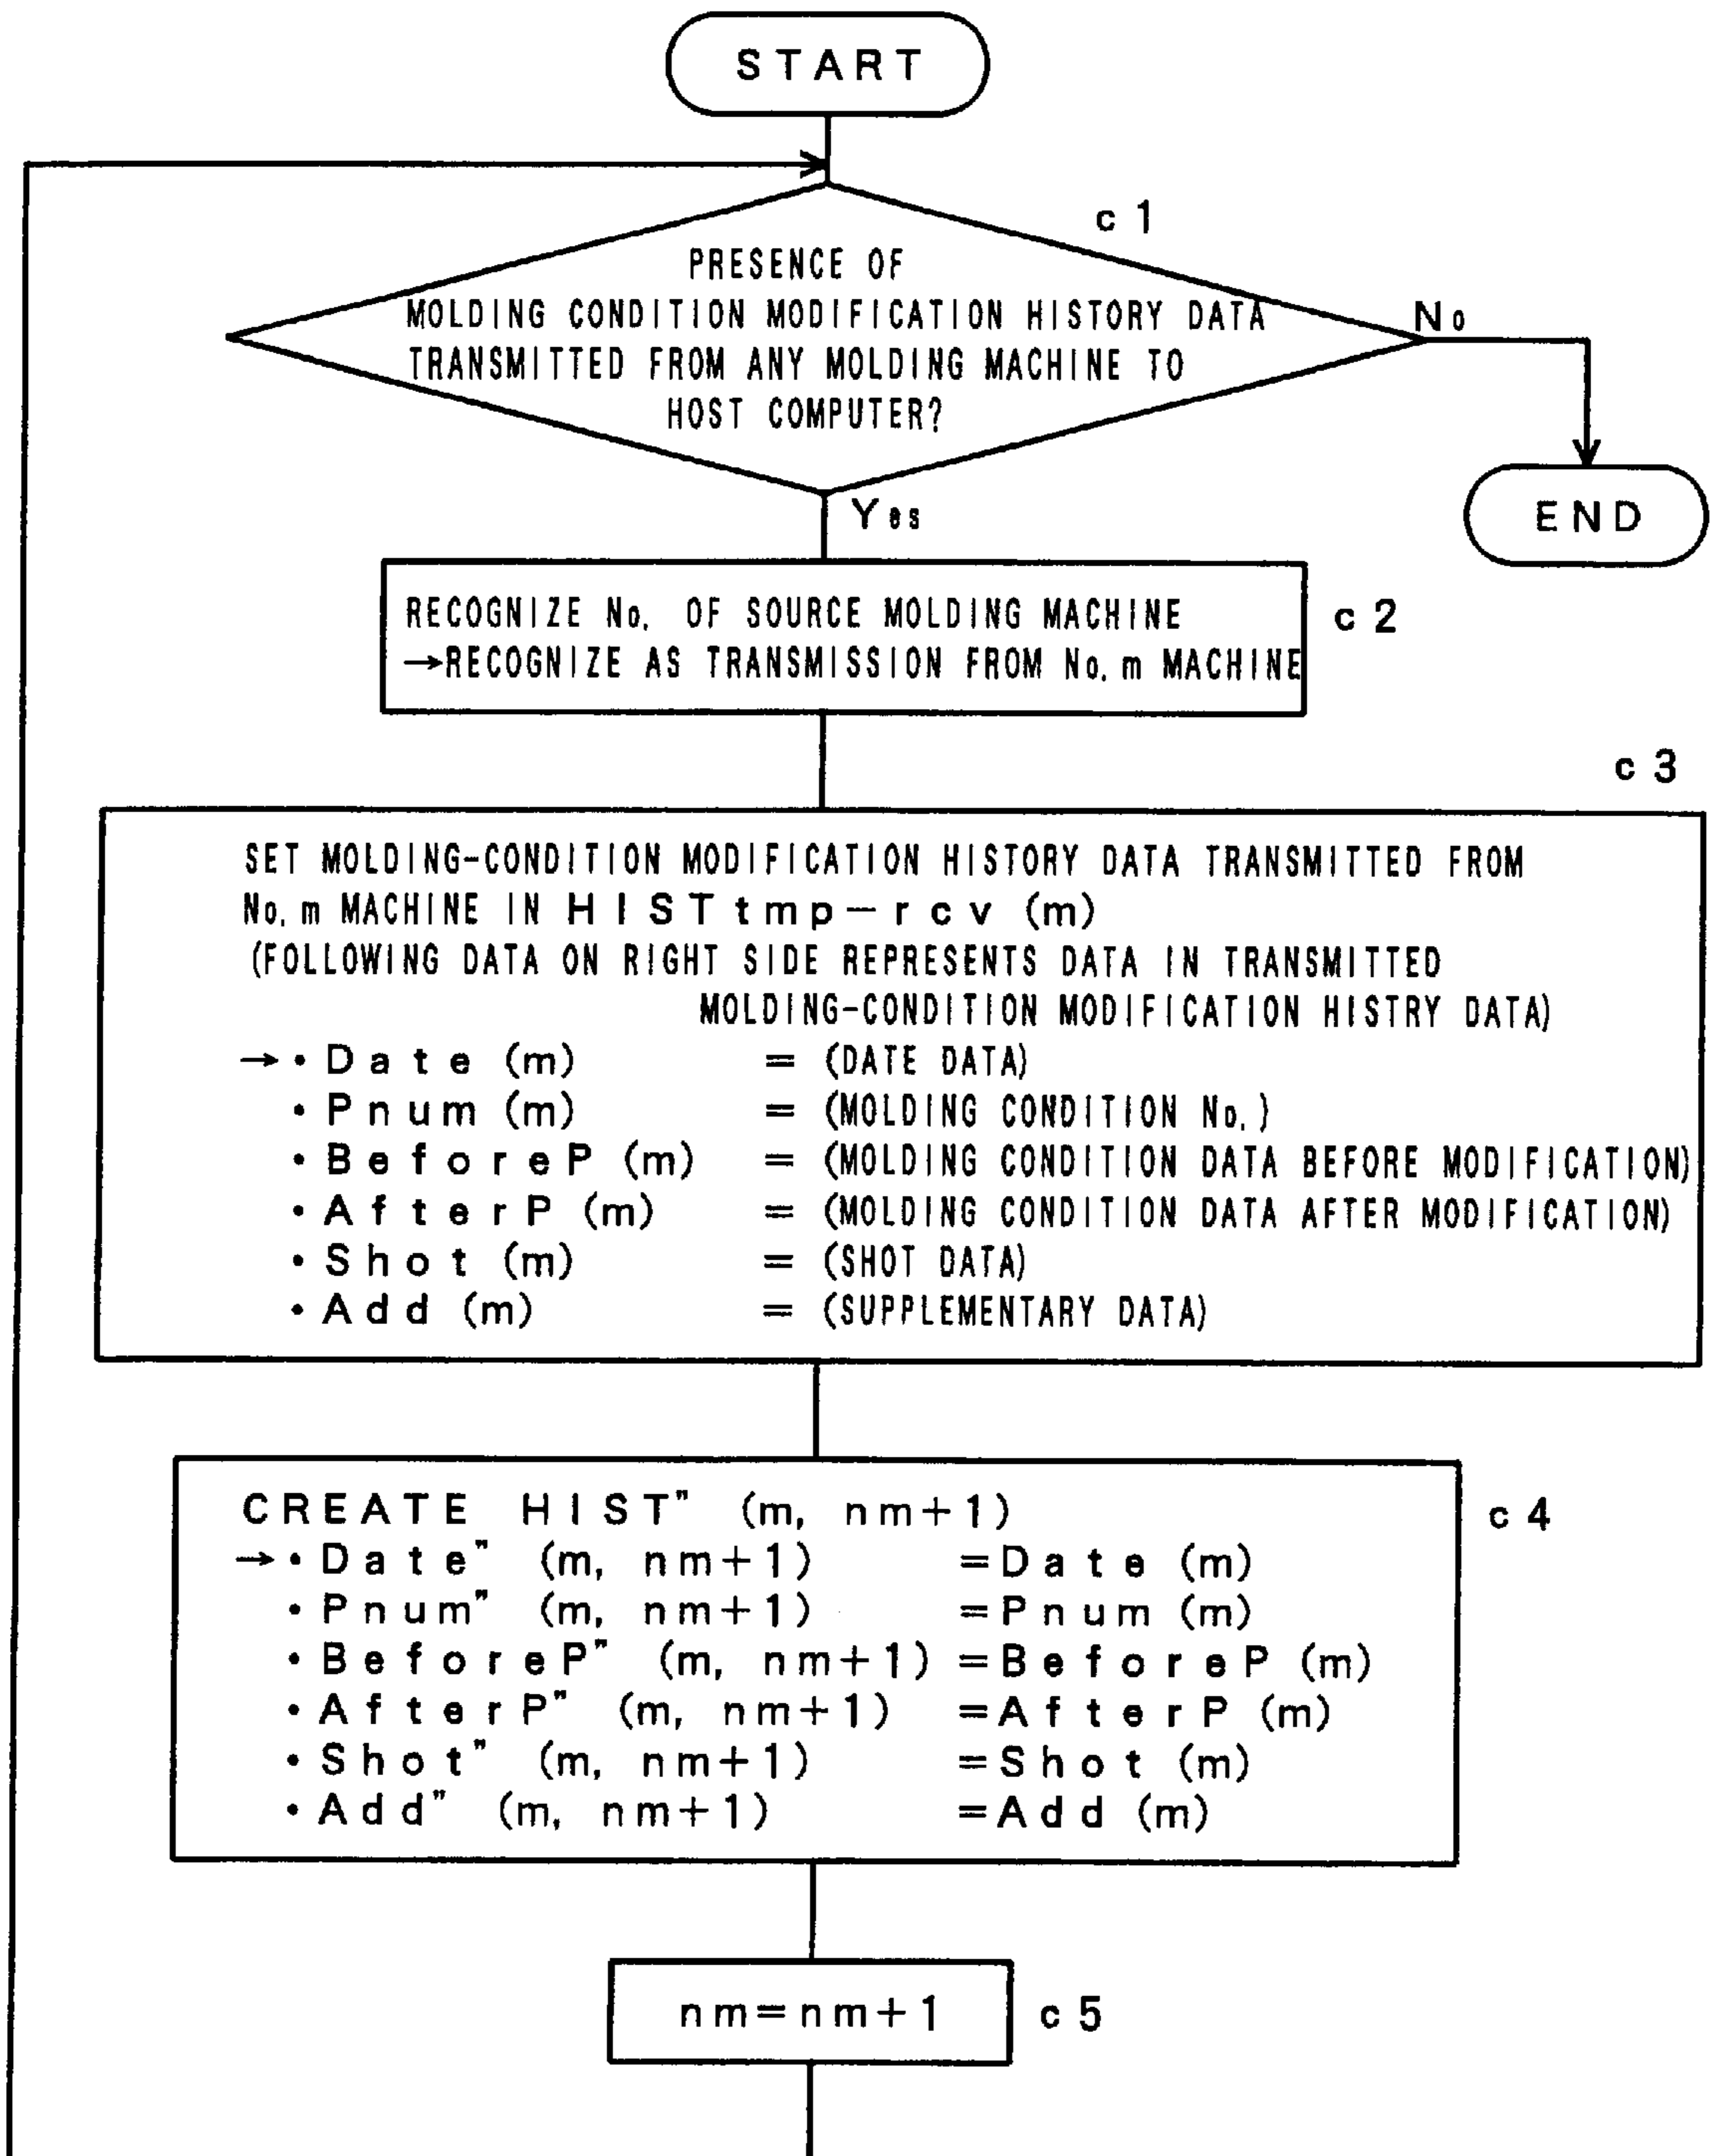 START
c1
PRESENCE OF
MOLDING CONDITION MODIFICATION HISTORY DATA
TRANSMITTED FROM ANY MOLDING MACHINE TO
HOST COMPUTER?
No
Yes
END
RECOGNIZE No. OF SOURCE MOLDING MACHINE
→RECOGNIZE AS TRANSMISSION FROM No.m MACHINE
c2
c3
SET MOLDING-CONDITION MODIFICATION HISTORY DATA TRANSMITTED FROM
No.m MACHINE IN HISTtmp-rcv (m)
(FOLLOWING DATA ON RIGHT SIDE REPRESENTS DATA IN TRANSMITTED
MOLDING-CONDITION MODIFICATION HISTRY DATA)
→・Date (m) = (DATE DATA)
・Pnum (m) = (MOLDING CONDITION No.)
・BeforeP (m) = (MOLDING CONDITION DATA BEFORE MODIFICATION)
・AfterP (m) = (MOLDING CONDITION DATA AFTER MODIFICATION)
・Shot (m) = (SHOT DATA)
・Add (m) = (SUPPLEMENTARY DATA)
CREATE HIST" (m, nm+1)
c4
→・Date" (m, nm+1) =Date (m)
・Pnum" (m, nm+1) =Pnum (m)
・BeforeP" (m, nm+1) =BeforeP (m)
・AfterP" (m, nm+1) =AfterP (m)
・Shot" (m, nm+1) =Shot (m)
・Add" (m, nm+1) =Add (m)
nm=nm+1
c5